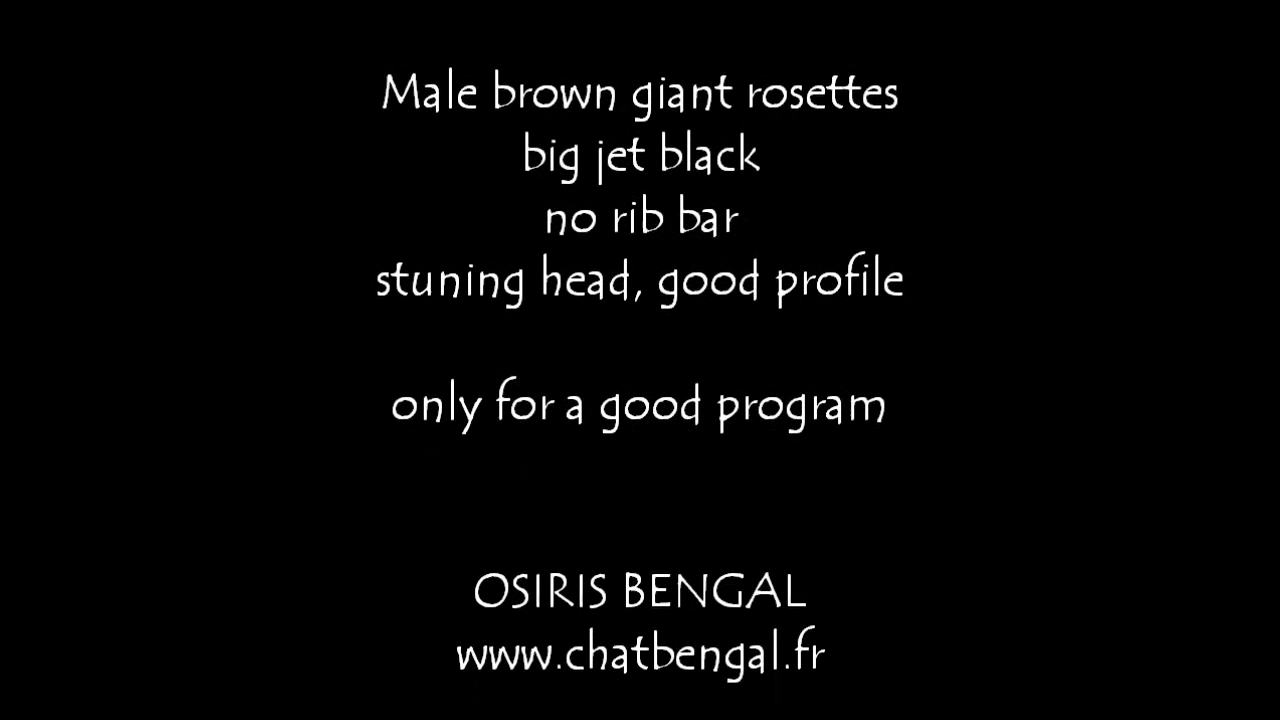 Male brown giant rosettes
big jet black
no rib bar
stuning head, good profile
only for a good program
OSIRIS BENGAL
www.chatbengal.fr